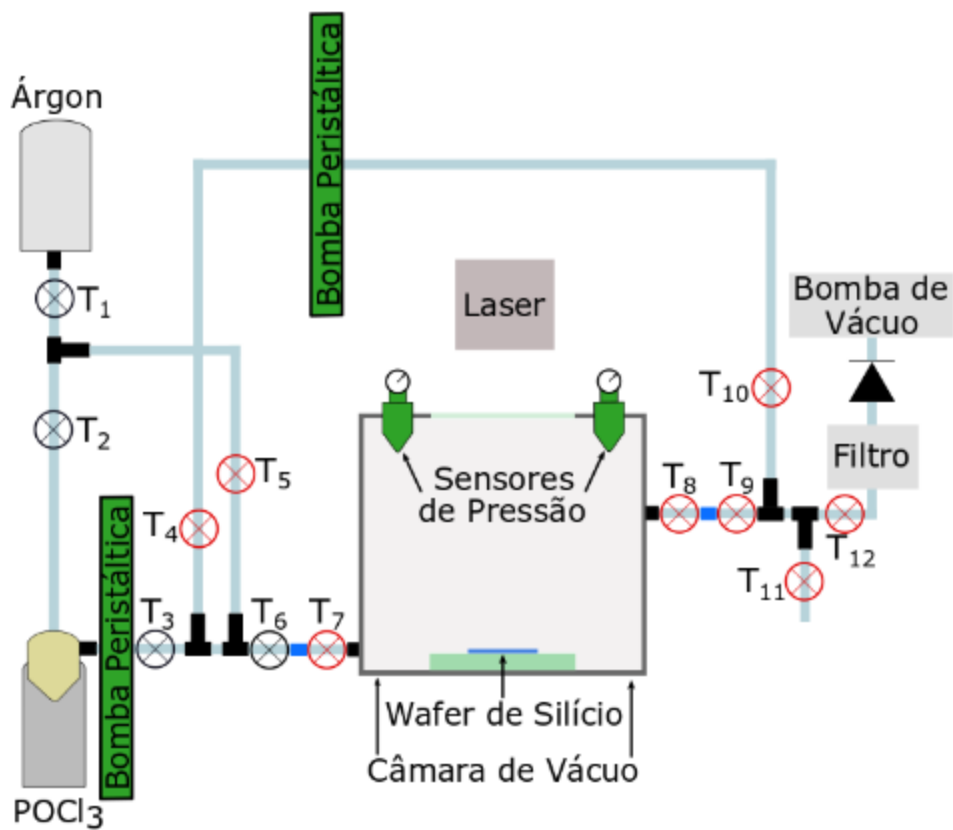 Árgon
T1
T2
POCl3
Bomba Peristáltica
T3
T4
T5
T6
T7
Bomba Peristáltica
Laser
Sensores
de Pressão
Wafer de Silício
Câmara de Vácuo
T8
T9
T10
T11
T12
Bomba de
Vácuo
Filtro